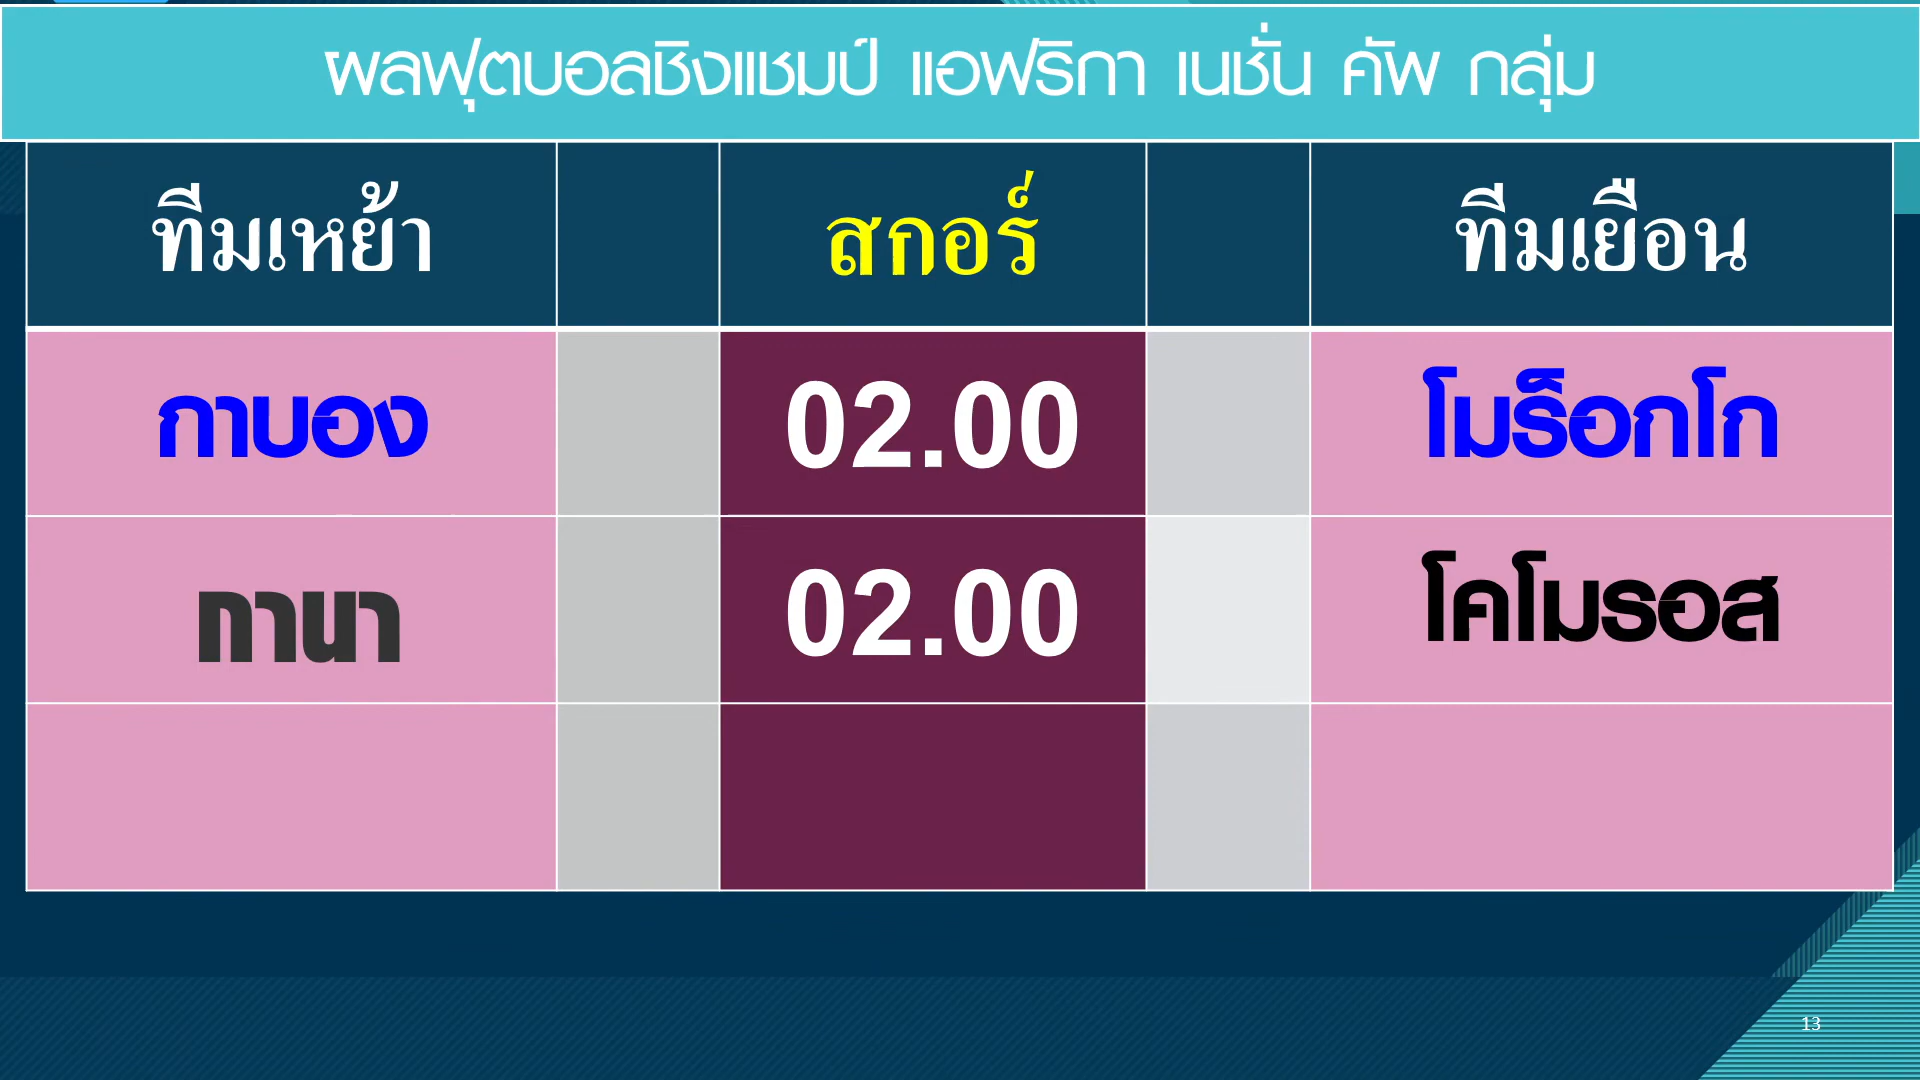 ผลฟุตบอลชิงแชมป์ แอฟริกา เนชั่น คัพ กลุ่ม
ทีมเหย้า สกอร์ ทีมเยือน
กาบอง 02.00 โมร็อกโก
กานา 02.00 โคโมรอส
13